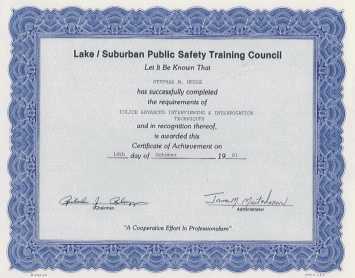 Lake / Suburban Public Safety Training Council
Let It Be Known That
has successfully completed
the requirements of
POLICE ADVANCED INTERVIEWING & INTERROGATION
TECHNIQUES
and in recognition thereof,
is awarded this
Certificate of Achievement on
day of October 19 81
Chairman
Administrator
"A Cooperative Effort In Professionalism"